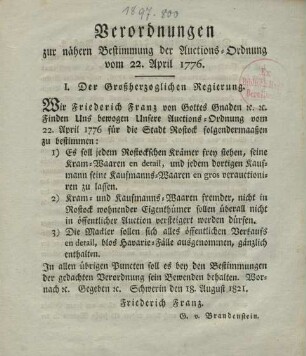 1897.800
Verordnungen
zur nähern Bestimmung der Auctions-Ordnung
vom 22. April 1776.
I. Der Grosherzoglichen Regierung.
Wir Friederich Franz von Gottes Gnaden ꝛc. ꝛc.
Finden Uns bewogen Unsere Auctions-Ordnung vom
22. April 1776 für die Stadt Rostock folgendermaaßen
zu bestimmen:
1) Es soll jedem Rostockschen Krämer frey stehen, seine
Kram-Waaren en detail, und jedem dortigen Kauf-
mann seine Kaufmanns-Waaren en gros verauctioni-
ren zu lassen.
2) Kram- und Kaufmanns-Waaren fremder, nicht in
Rostock wohnender Eigenthümer sollen überall nicht
in öffentlicher Auction versteigert werden dürfen.
3) Die Mäckler sollen sich alles öffentlichen Verkaufs
en detail, blos Havarie-Fälle ausgenommen, gänzlich
enthalten.
In allen übrigen Puncten soll es bey den Bestimmungen
der gedachten Verordnung sein Bewenden behalten. Wor-
nach ꝛc. Gegeben ꝛc. Schwerin den 18. August 1821.
Friederich Franz.
G. v. Brandenstein.